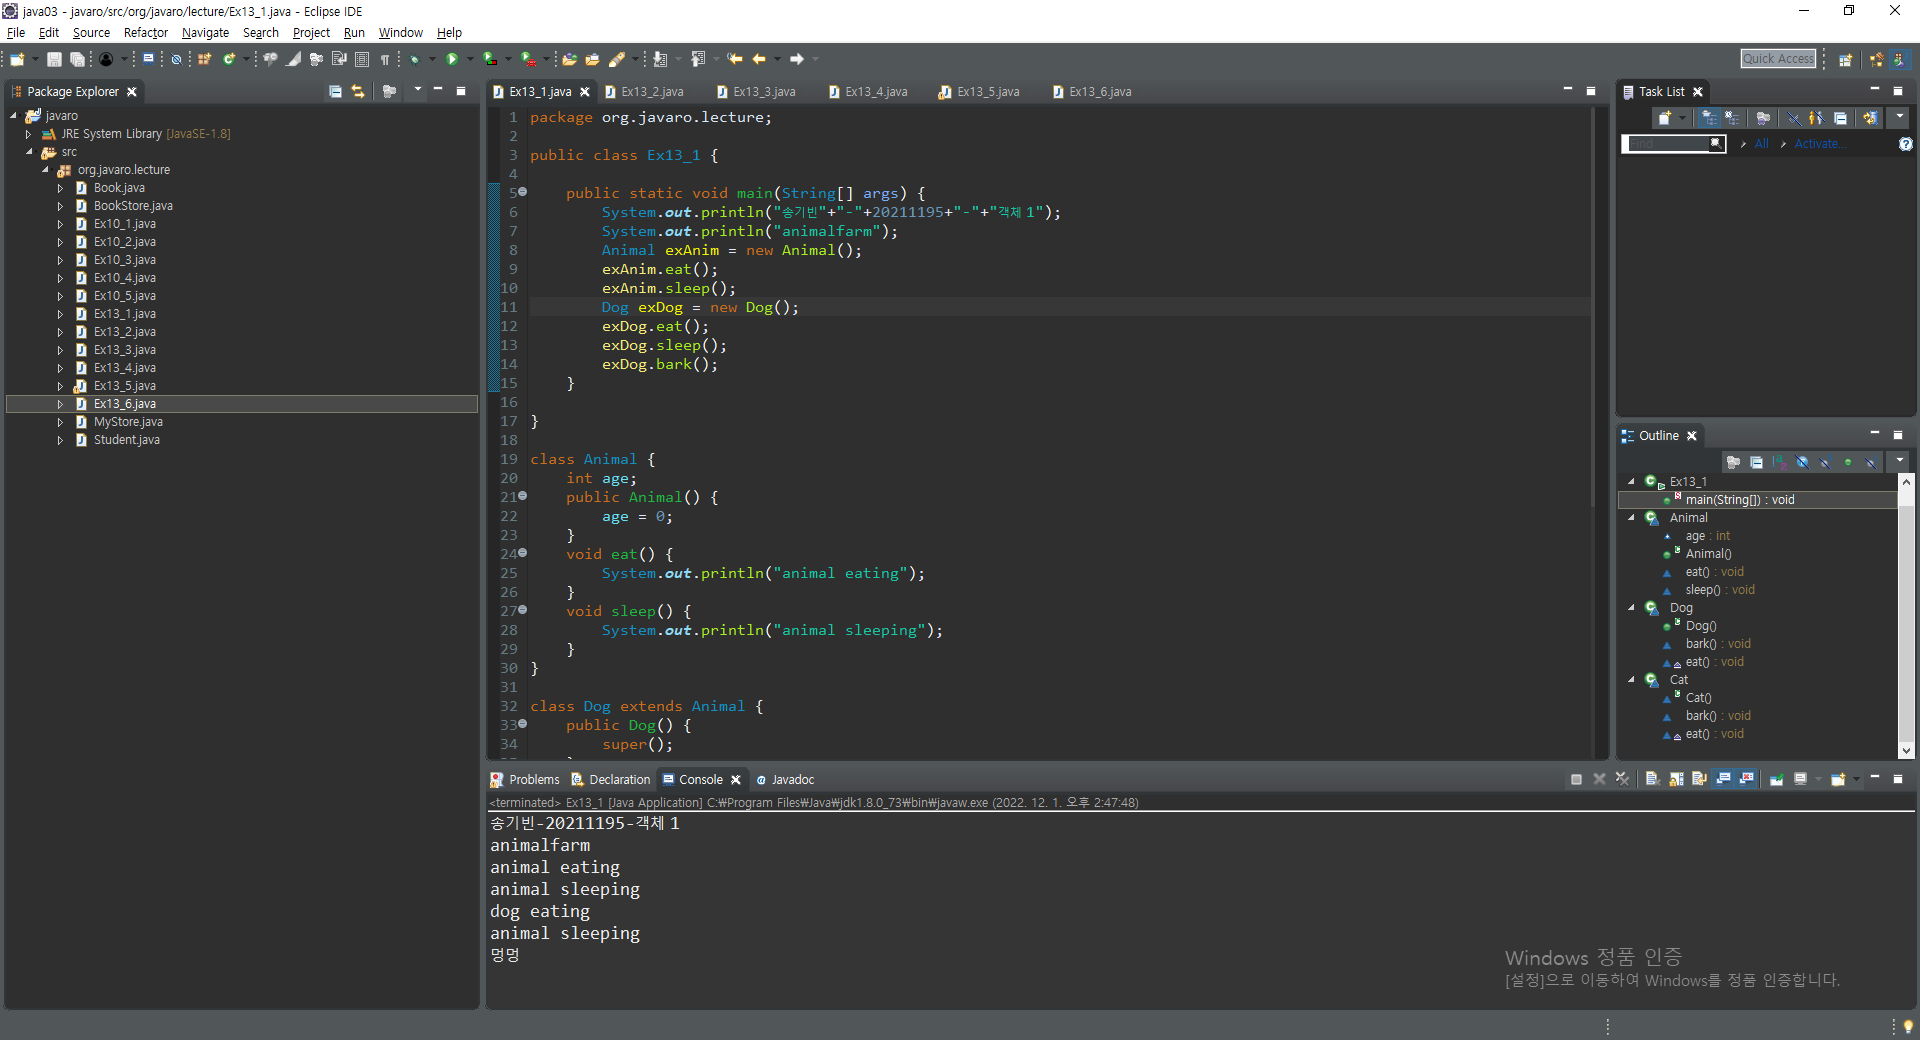 java03 - javaro/src/org/javaro/lecture/Ex13_1.java - Eclipse IDE
File Edit Source Refactor Navigate Search Project Run Window Help
Quick Access
Package Explorer
javaro
JRE System Library [JavaSE-1.8]
src
org.javaro.lecture
Book.java
BookStore.java
Ex10_1.java
Ex10_2.java
Ex10_3.java
Ex10_4.java
Ex10_5.java
Ex13_1.java
Ex13_2.java
Ex13_3.java
Ex13_4.java
Ex13_5.java
Ex13_6.java
MyStore.java
Student.java
Ex13_1.java Ex13_2.java Ex13_3.java Ex13_4.java Ex13_5.java Ex13_6.java
1 package org.javaro.lecture;
2
3 public class Ex13_1 {
4
5 public static void main(String[] args) {
6 System.out.println("송기빈"+"-"+20211195+"-"+"객체 1");
7 System.out.println("animalfarm");
8 Animal exAnim = new Animal();
9 exAnim.eat();
10 exAnim.sleep();
11 Dog exDog = new Dog();
12 exDog.eat();
13 exDog.sleep();
14 exDog.bark();
15 }
16
17 }
18
19 class Animal {
20 int age;
21 public Animal() {
22 age = 0;
23 }
24 void eat() {
25 System.out.println("animal eating");
26 }
27 void sleep() {
28 System.out.println("animal sleeping");
29 }
30 }
31
32 class Dog extends Animal {
33 public Dog() {
34 super();
Task List
Find All Activate...
Outline
Ex13_1
main(String[]) : void
Animal
age : int
Animal()
eat() : void
sleep() : void
Dog
Dog()
bark() : void
eat() : void
Cat
Cat()
bark() : void
eat() : void
Problems Declaration Console Javadoc
<terminated> Ex13_1 [Java Application] C:₩Program Files₩Java₩jdk1.8.0_73₩bin₩javaw.exe (2022. 12. 1. 오후 2:47:48)
송기빈-20211195-객체 1
animalfarm
animal eating
animal sleeping
dog eating
animal sleeping
멍멍
Windows 정품 인증
[설정]으로 이동하여 Windows를 정품 인증합니다.